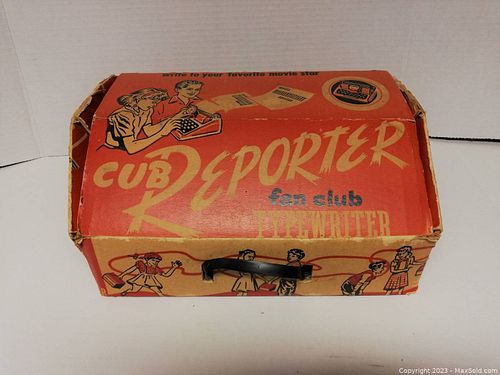 write to your favorite movie star
CUB REPORTER
fan club
TYPEWRITER
Copyright 2023 - MaxSold.com